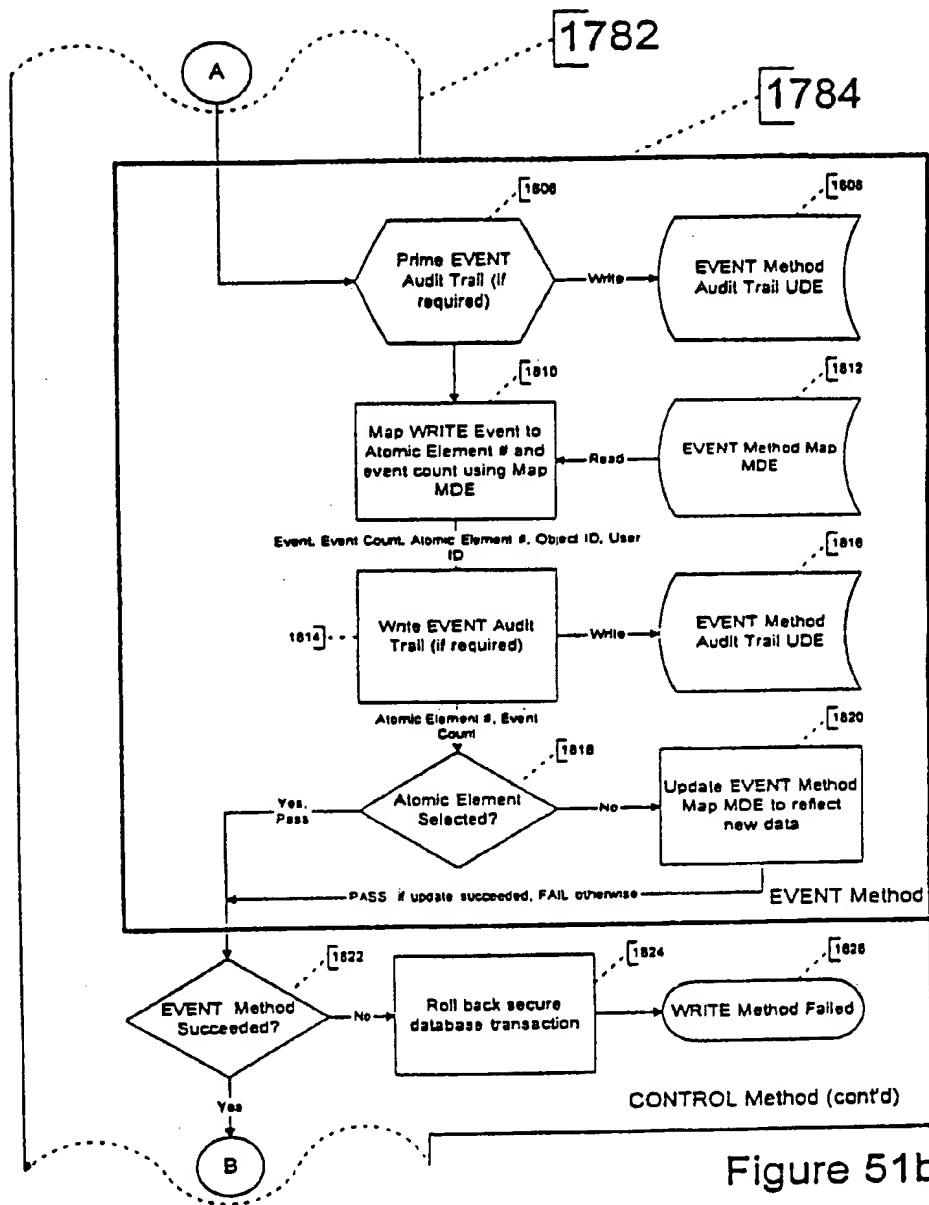 1782
A
1784
1806
1808
Prime EVENT
Audit Trail (if
required)
Write
EVENT Method
Audit Trail UDE
1810
1812
Map WRITE Event to
Atomic Element # and
event count using Map
MDE
Read
EVENT Method Map
MDE
Event, Event Count, Atomic Element #, Object ID, User
ID
1816
1814
Write EVENT Audit
Trail (if required)
Write
EVENT Method
Audit Trail UDE
Atomic Element #, Event
Count
1818
1820
Yes,
Pass
Atomic Element
Selected?
No
Update EVENT Method
Map MDE to reflect
new data
PASS if update succeeded, FAIL otherwise
EVENT Method
1822
1824
1826
EVENT Method
Succeeded?
No
Roll back secure
database transaction
WRITE Method Failed
Yes
CONTROL Method (cont'd)
B
Figure 51b